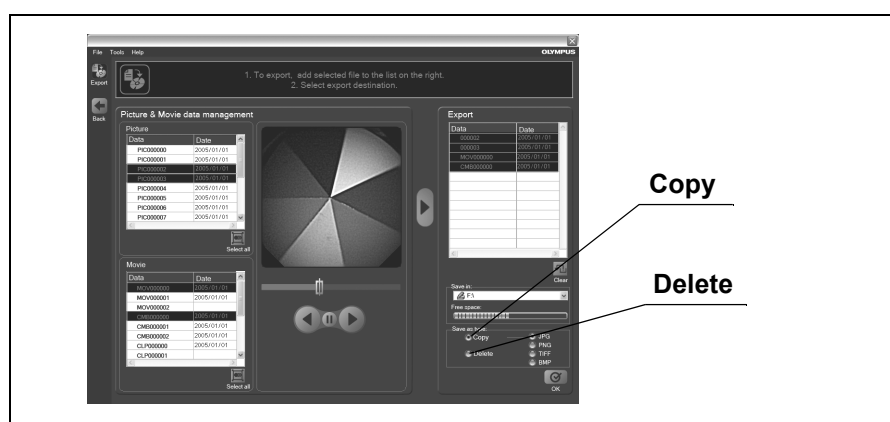 File Tools Help
OLYMPUS
Export
1. To export, add selected file to the list on the right.
2. Select export destination.
Back
Picture & Movie data management
Picture
Data Date
PIC000000 2005/01/01
PIC000001 2005/01/01
PIC000002 2005/01/01
PIC000003 2005/01/01
PIC000004 2005/01/01
PIC000005 2005/01/01
PIC000006 2005/01/01
PIC000007 2005/01/01
Select all
Movie
Data Date
MOV000000 2005/01/01
MOV000001 2005/01/01
MOV000002
CMB000000 2005/01/01
CMB000001 2005/01/01
CMB000002 2005/01/01
CLP000000 2005/01/01
CLP000001
Select all
Export
Data Date
000002 2005/01/01
000003 2005/01/01
MOV000000 2005/01/01
CMB000000 2005/01/01
Clear
Save in:
F:\
Free space:
Save as type:
Copy JPG
PNG
Delete TIFF
BMP
OK
Copy
Delete